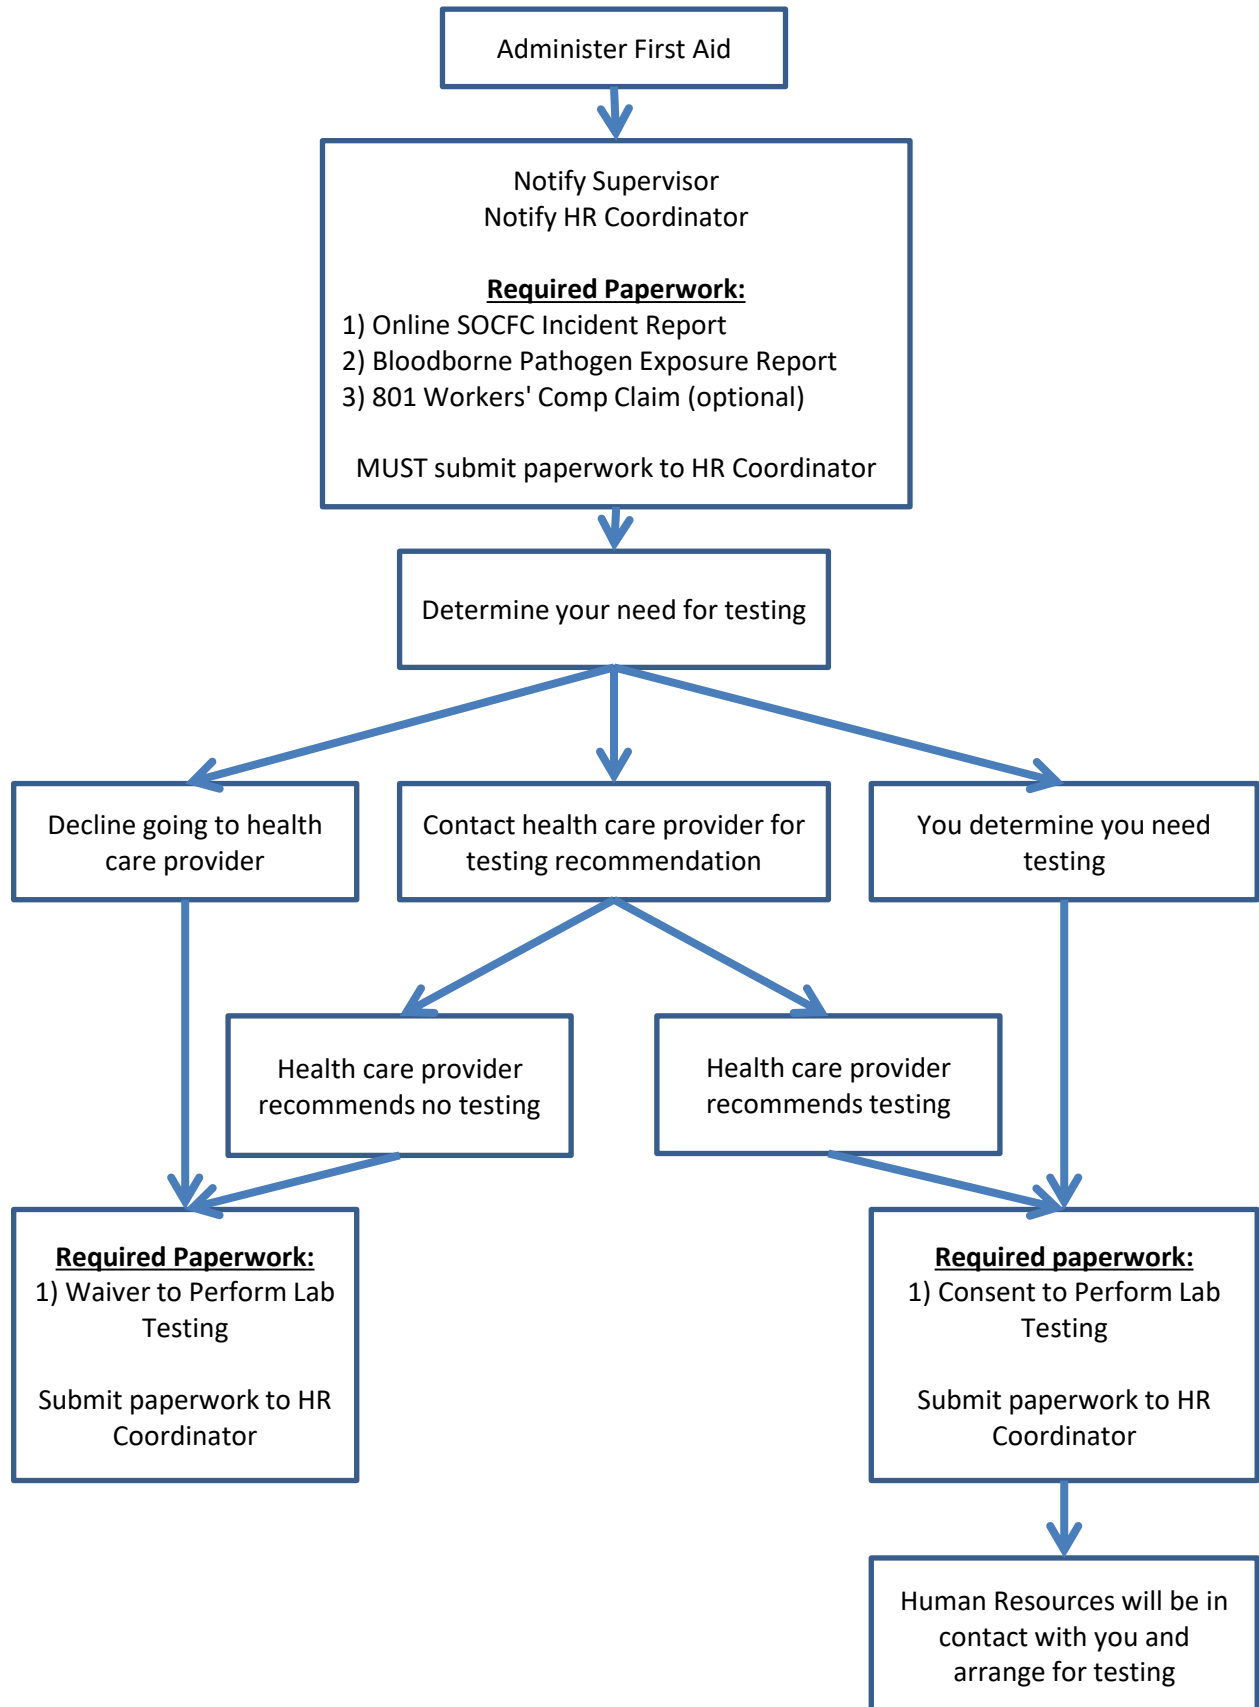 Administer First Aid
Notify Supervisor
Notify HR Coordinator
Required Paperwork:
1) Online SOCFC Incident Report
2) Bloodborne Pathogen Exposure Report
3) 801 Workers' Comp Claim (optional)
MUST submit paperwork to HR Coordinator
Determine your need for testing
Decline going to health
care provider
Contact health care provider for
testing recommendation
You determine you need
testing
Health care provider
recommends no testing
Health care provider
recommends testing
Required Paperwork:
1) Waiver to Perform Lab
Testing
Submit paperwork to HR
Coordinator
Required paperwork:
1) Consent to Perform Lab
Testing
Submit paperwork to HR
Coordinator
Human Resources will be in
contact with you and
arrange for testing